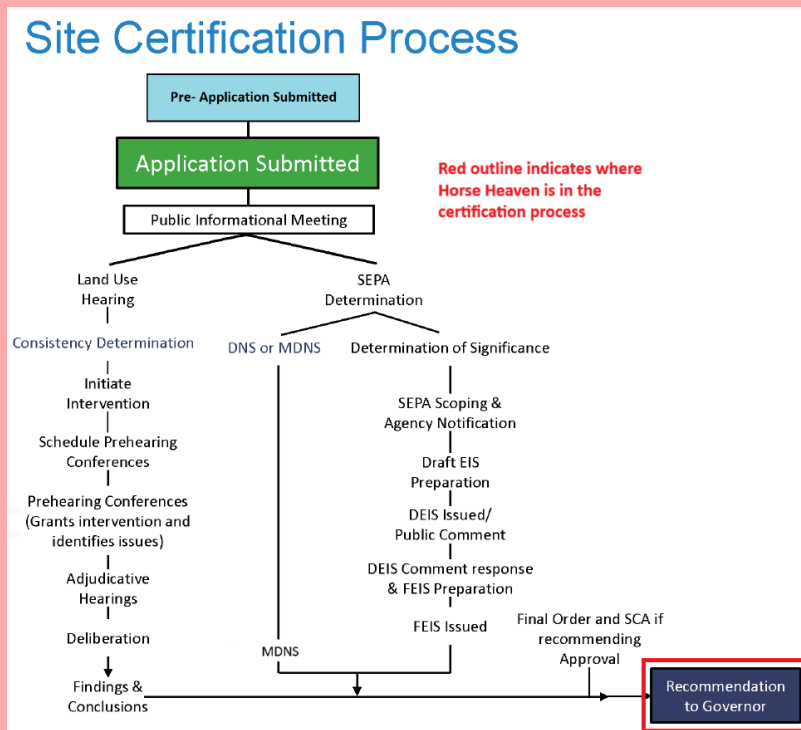 Site Certification Process
Pre- Application Submitted
Application Submitted
Red outline indicates where
Horse Heaven is in the
certification process
Public Informational Meeting
Land Use
Hearing
SEPA
Determination
Consistency Determination
DNS or MDNS
Determination of Significance
Initiate
Intervention
SEPA Scoping &
Agency Notification
Schedule Prehearing
Conferences
Draft EIS
Preparation
Prehearing Conferences
(Grants intervention and
identifies issues)
DEIS Issued/
Public Comment
Adjudicative
Hearings
DEIS Comment response
& FEIS Preparation
Deliberation
FEIS Issued
Final Order and SCA if
recommending
Approval
MDNS
Findings &
Conclusions
Recommendation
to Governor